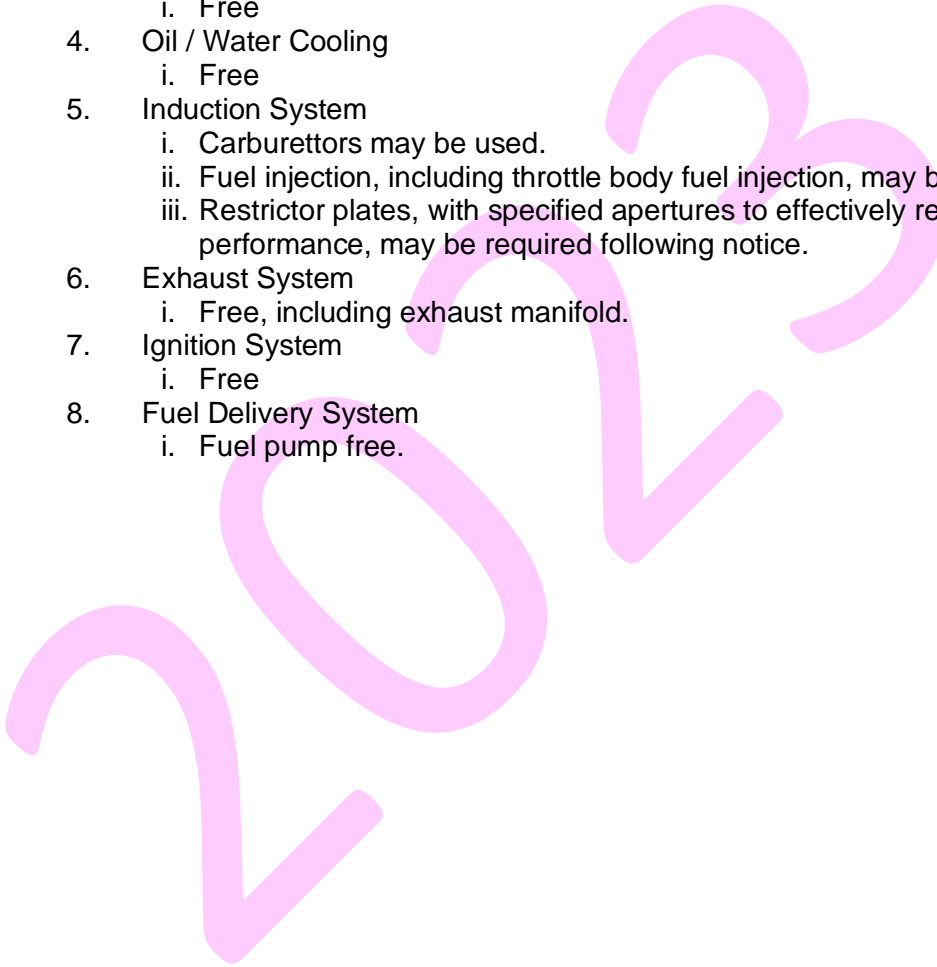 i. Free
4. Oil / Water Cooling
i. Free
5. Induction System
i. Carburettors may be used.
ii. Fuel injection, including throttle body fuel injection, may
iii. Restrictor plates, with specified apertures to effectively
performance, may be required following notice.
6. Exhaust System
i. Free, including exhaust manifold.
7. Ignition System
i. Free
8. Fuel Delivery System
i. Fuel pump free.
2023